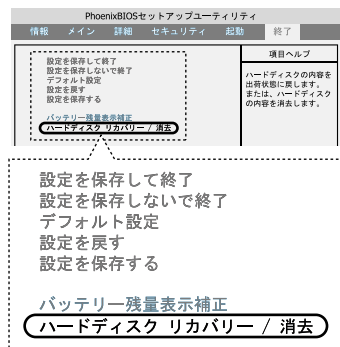 PhoenixBIOSセットアップユーティリティ
情報 メイン 詳細 セキュリティ 起動 終了
設定を保存して終了
設定を保存しないで終了
デフォルト設定
設定を戻す
設定を保存する
バッテリー残量表示補正
ハードディスク リカバリー / 消去
項目ヘルプ
ハードディスクの内容を
出荷状態に戻します。
または、ハードディスク
の内容を消去します。
設定を保存して終了
設定を保存しないで終了
デフォルト設定
設定を戻す
設定を保存する
バッテリー残量表示補正
ハードディスク リカバリー / 消去